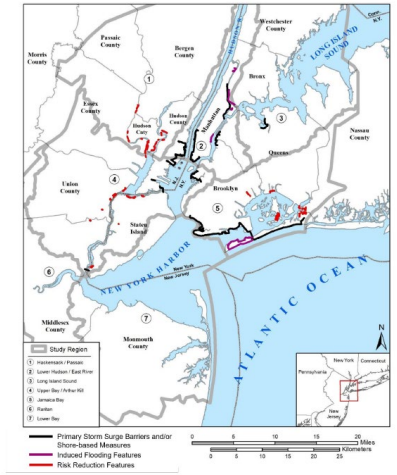 Westchester
County
Conn.
N.Y.
Passaic
County
Bergen
County
Morris
County
HUDSON R.
LONG ISLAND
SOUND
Bronx
1
Essex
County
Hudson
County
Hudson
Manhattan
2
3
Nassau
County
Queens
Union
County
4
N.J.
N.Y.
Brooklyn
5
Staten
Island
NEW YORK HARBOR
New York
New Jersey
6
ATLANTIC OCEAN
Middlesex
County
7
Monmouth
County
N
Study Region
1 Hackensack / Passaic
2 Lower Hudson / East River
3 Long Island Sound
4 Upper Bay / Arthur Kill
5 Jamaica Bay
6 Raritan
7 Lower Bay
New York
Connecticut
Pennsylvania
New
Jersey
Primary Storm Surge Barriers and/or
Shore-based Measures
Induced Flooding Features
Risk Reduction Features
0 5 10 15 20
Miles
Kilometers
0 5 10 15 20 25